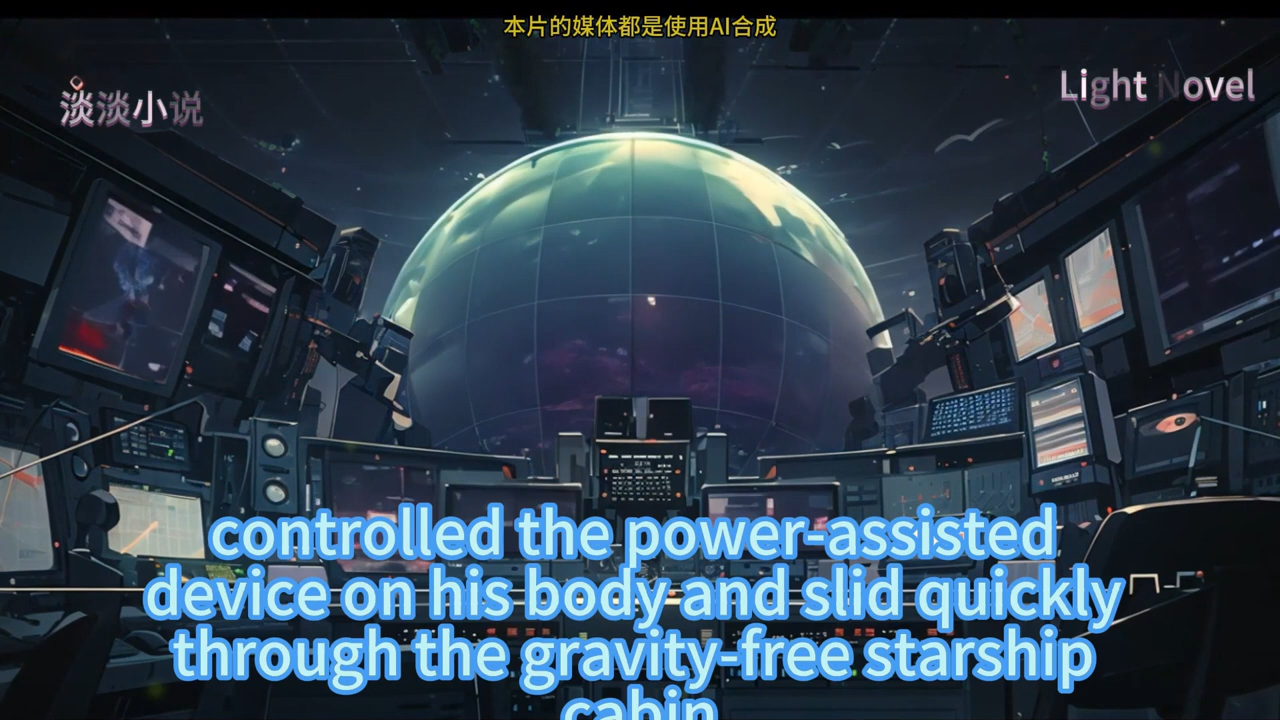 本片的媒体都是使用AI合成
淡淡小说
Light Novel
controlled the power-assisted
device on his body and slid quickly
through the gravity-free starship
cabin